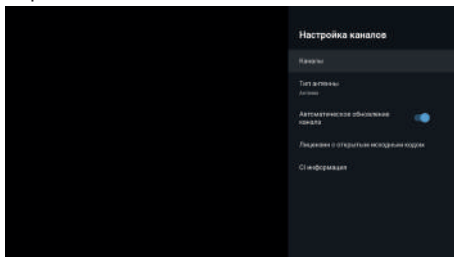 Настройка каналов
Каналы
Тип антенны
Антенна
Автоматическое обновление
канала
Лицензии с открытым исходным кодом
CI информация